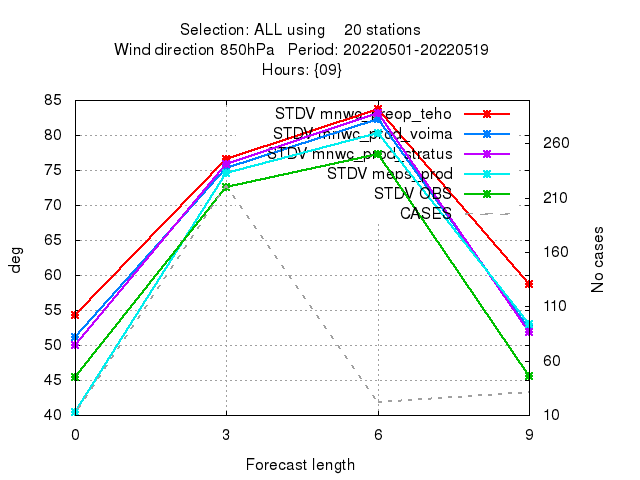 Selection: ALL using 20 stations
Wind direction 850hPa Period: 20220501-20220519
Hours: {09}
STDV mnwc_preop_teho
STDV mnwc_prod_voima
STDV mnwc_prod_stratus
STDV meps_prod
STDV OBS
CASES
85
80
75
70
65
60
55
50
45
40
deg
260
210
160
110
60
10
No cases
0 3 6 9
Forecast length